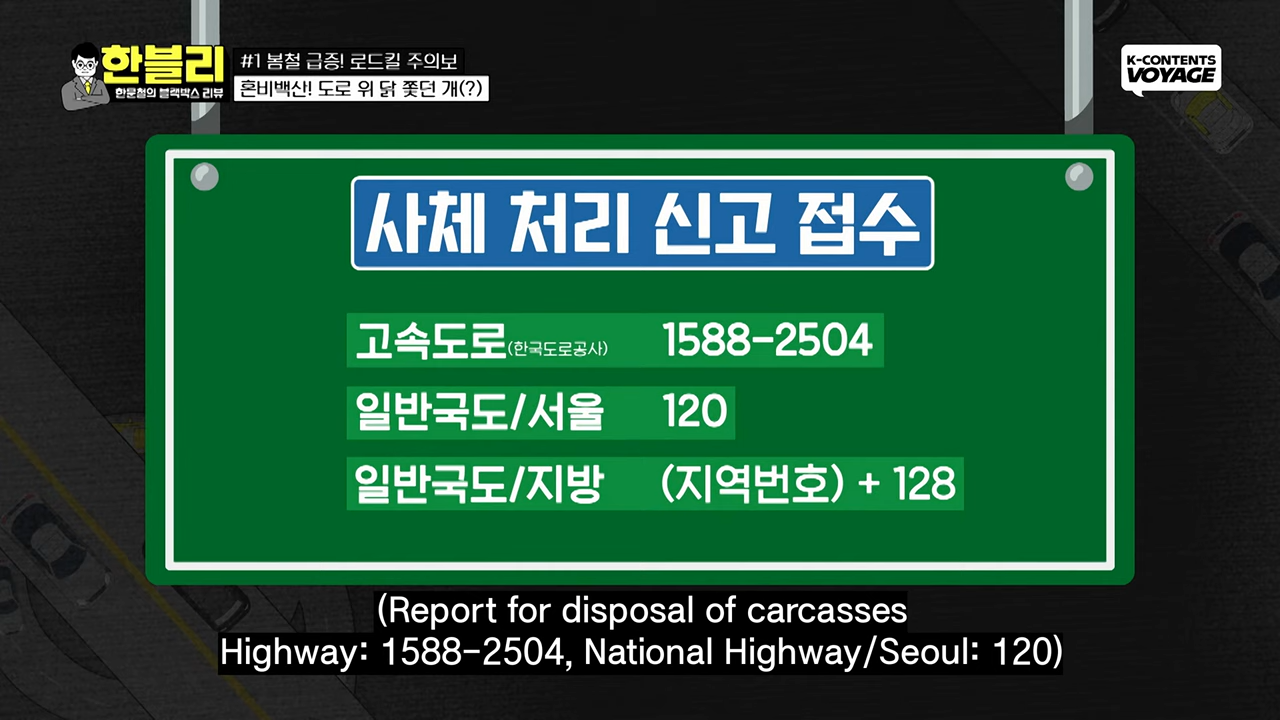 한블리
한문철의 블랙박스 리뷰
#1 봄철 급증! 로드킬 주의보
혼비백산! 도로 위 닭 쫓던 개(?)
K-CONTENTS
VOYAGE
사체 처리 신고 접수
고속도로(한국도로공사) 1588-2504
일반국도/서울 120
일반국도/지방 (지역번호) + 128
(Report for disposal of carcasses
Highway: 1588-2504, National Highway/Seoul: 120)